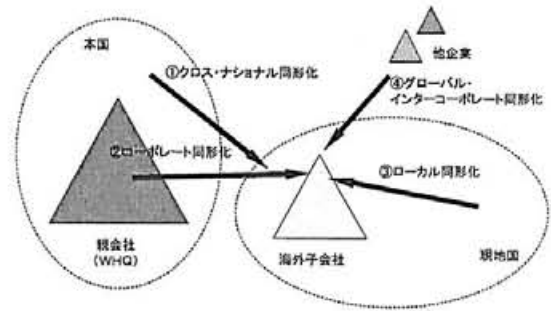 本国
他企業
①クロス・ナショナル同形化
④グローバル・
インターコーポレート同形化
②コーポレート同形化
③ローカル同形化
親会社
(WHQ)
海外子会社
現地国